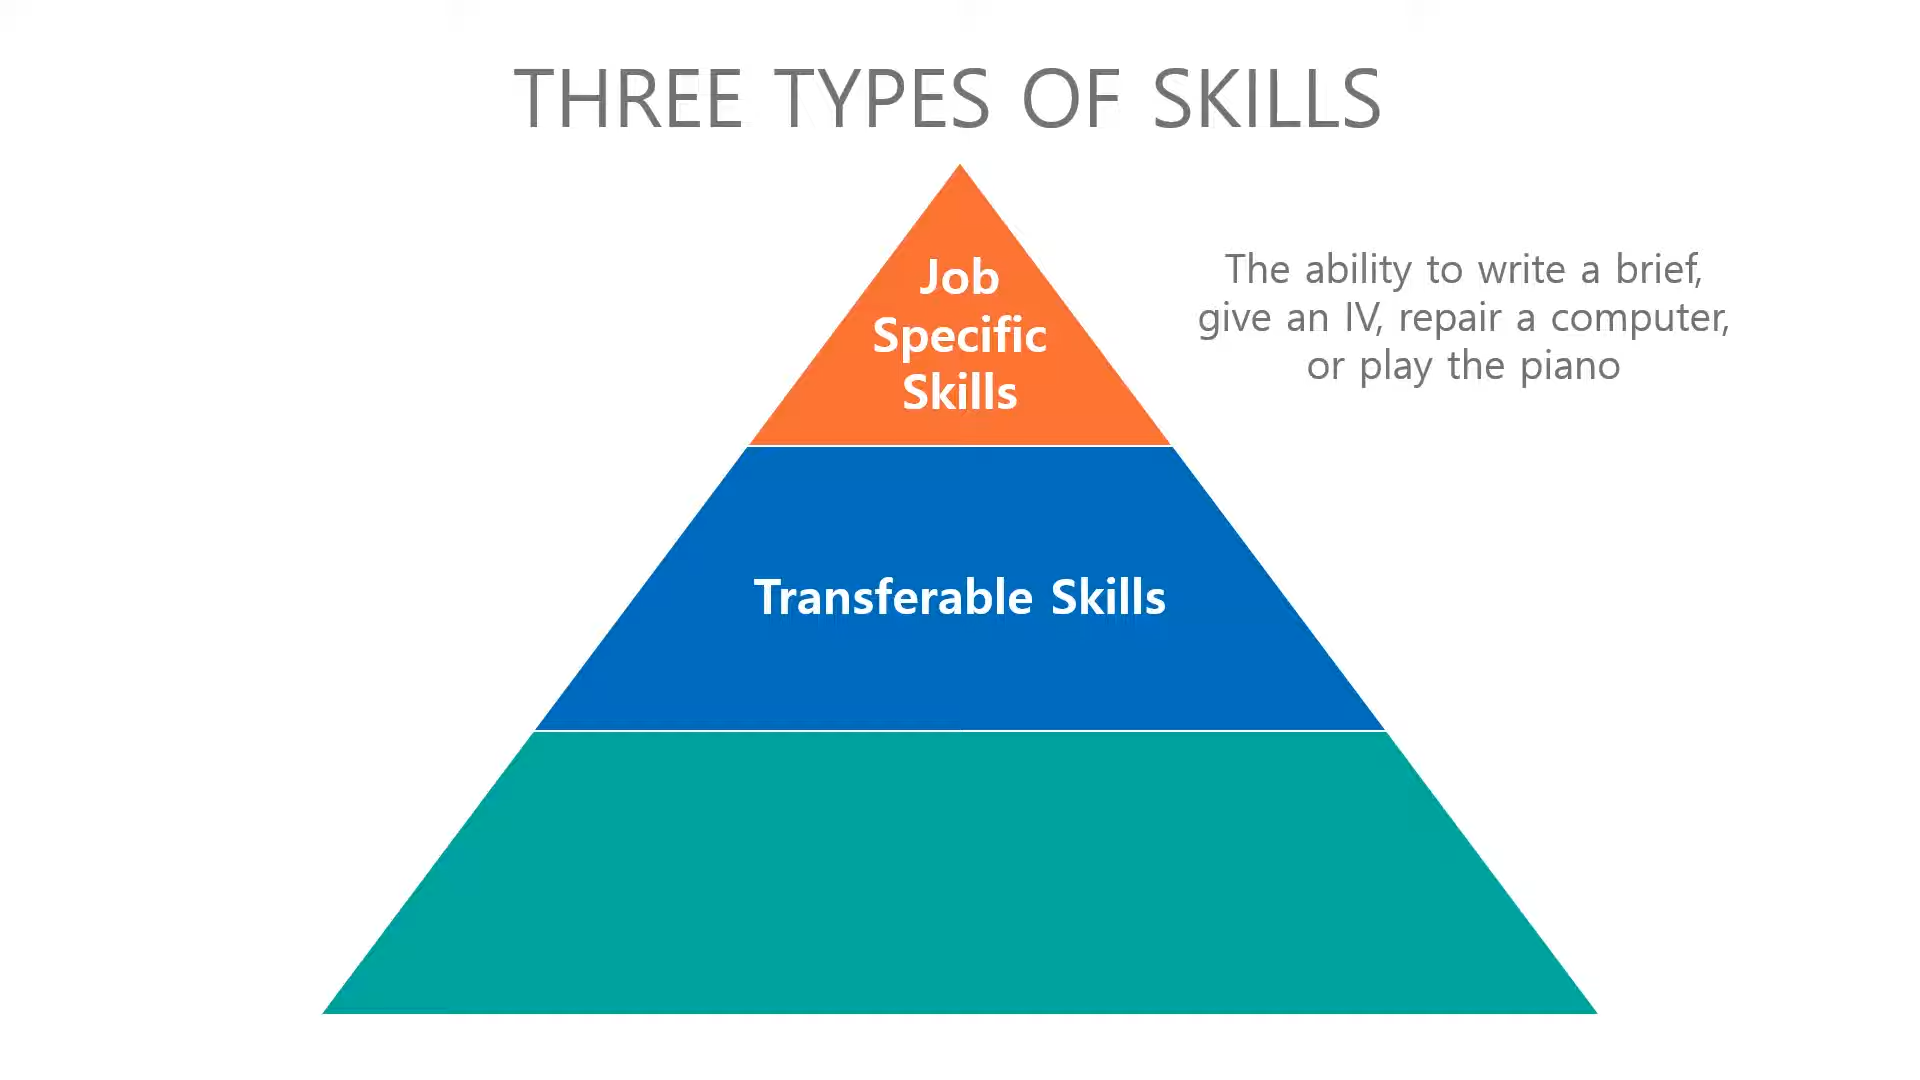 THREE TYPES OF SKILLS
Job
Specific
Skills
The ability to write a brief,
give an IV, repair a computer,
or play the piano
Transferable Skills